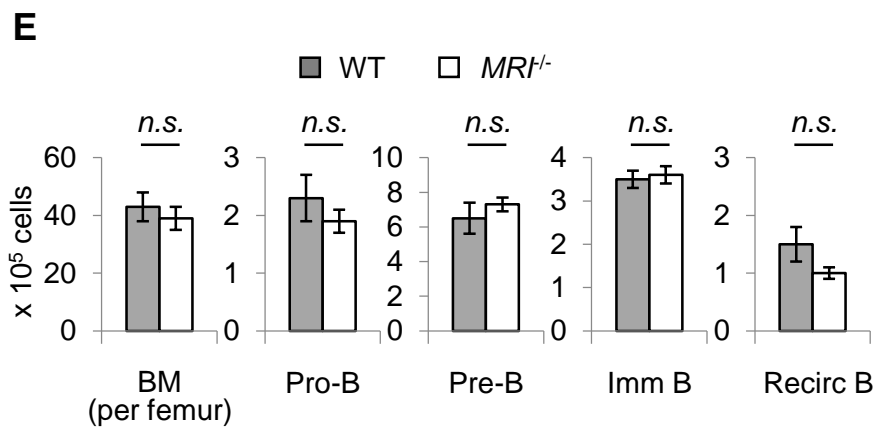 E
WT MRI-/-
n.s. n.s. n.s. n.s. n.s.
x 10⁵ cells
60 3 10 4 3
8
40 2 3 2
6
2
20 1 4 1
2 1
0 0 0 0 0
BM Pro-B Pre-B Imm B Recirc B
(per femur)